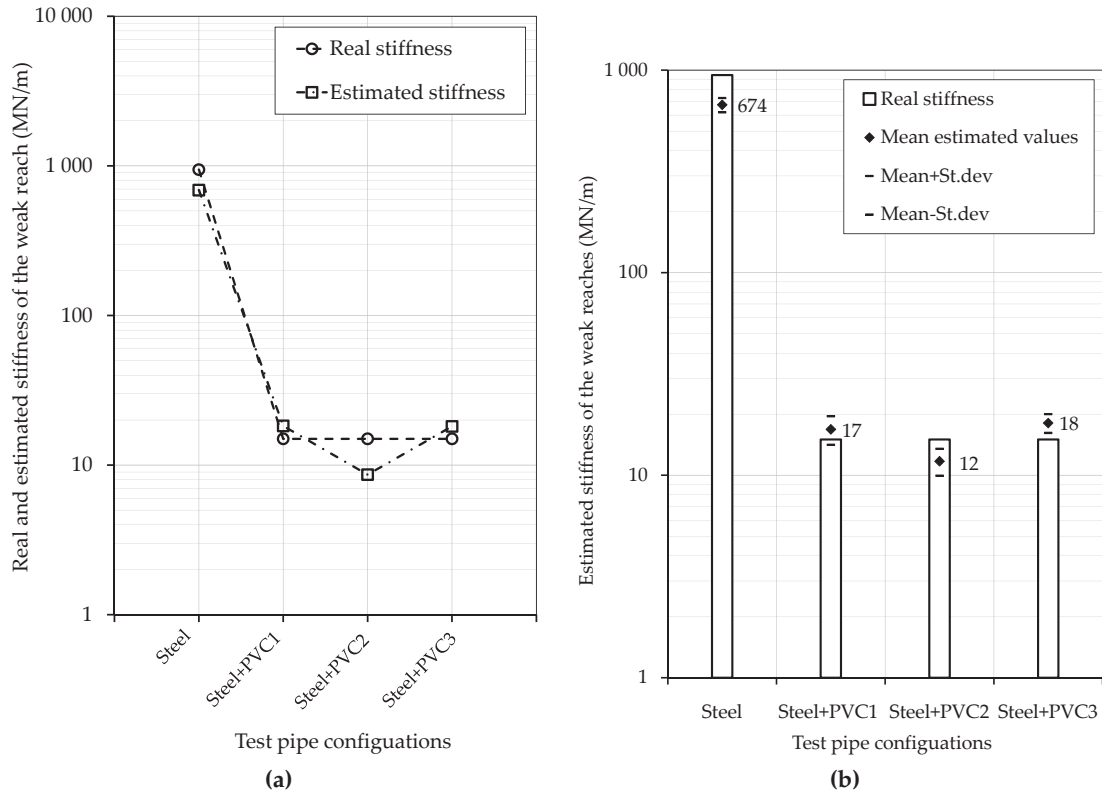 Real and estimated stiffness of the weak reach (MN/m)
10 000
1 000
100
10
1
Real stiffness
Estimated stiffness
Steel
Steel+PVC1
Steel+PVC2
Steel+PVC3
Test pipe configuations
(a)
Estimated stiffness of the weak reaches (MN/m)
1 000
100
10
1
Real stiffness
Mean estimated values
Mean+St.dev
Mean-St.dev
674
17
12
18
Steel
Steel+PVC1
Steel+PVC2
Steel+PVC3
Test pipe configuations
(b)